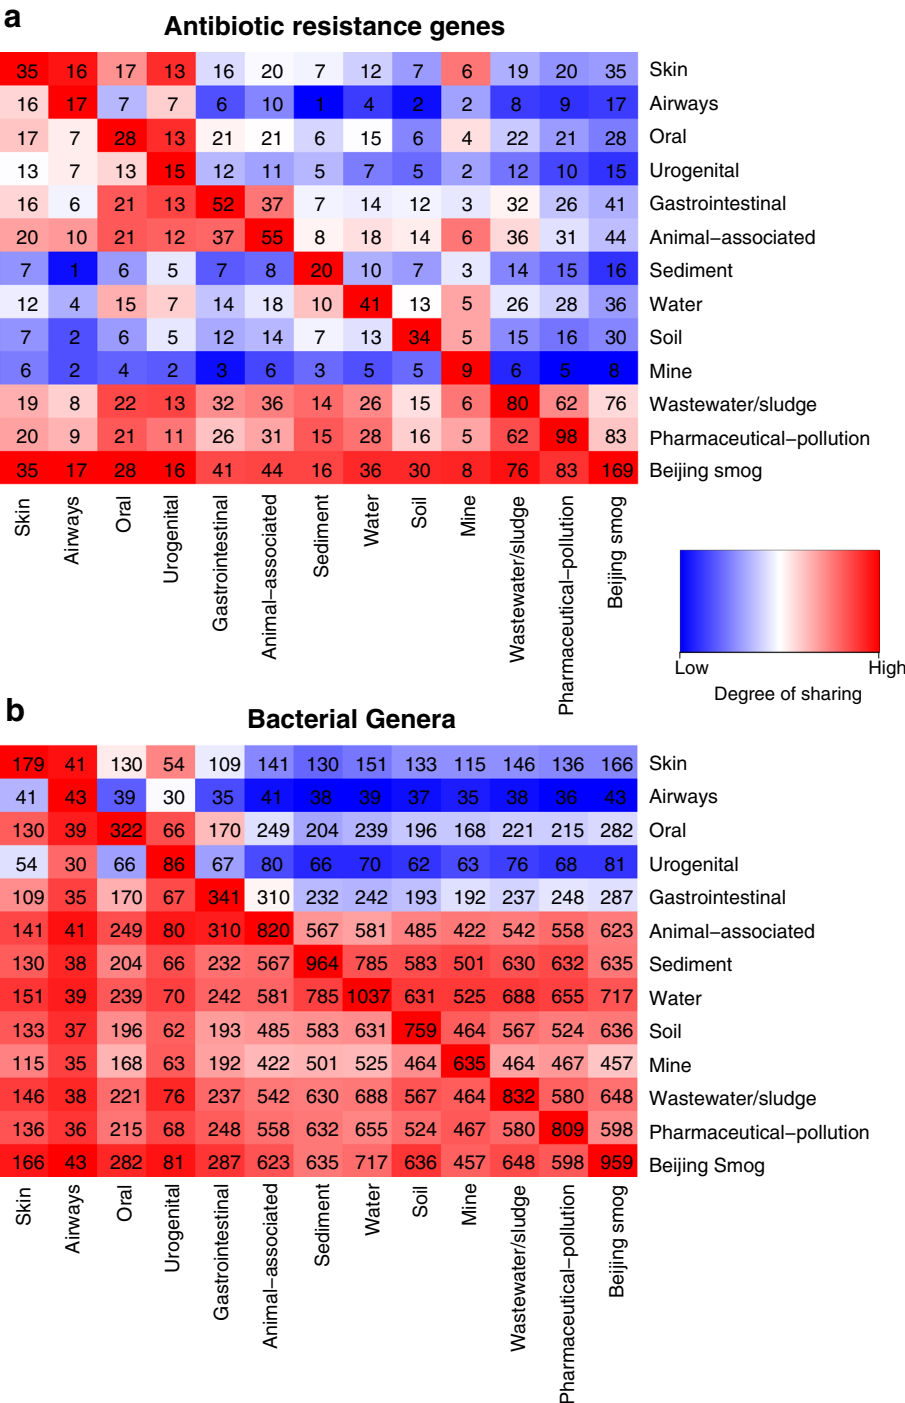 a
Antibiotic resistance genes
35 16 17 13 16 20 7 12 7 6 19 20 35 Skin
16 17 7 7 6 10 1 4 2 2 8 9 17 Airways
17 7 28 13 21 21 6 15 6 4 22 21 28 Oral
13 7 13 15 12 11 5 7 5 2 12 10 15 Urogenital
16 6 21 13 52 37 7 14 12 3 32 26 41 Gastrointestinal
20 10 21 12 37 55 8 18 14 6 36 31 44 Animal−associated
7 1 6 5 7 8 20 10 7 3 14 15 16 Sediment
12 4 15 7 14 18 10 41 13 5 26 28 36 Water
7 2 6 5 12 14 7 13 34 5 15 16 30 Soil
6 2 4 2 3 6 3 5 5 9 6 5 8 Mine
19 8 22 13 32 36 14 26 15 6 80 62 76 Wastewater/sludge
20 9 21 11 26 31 15 28 16 5 62 98 83 Pharmaceutical−pollution
35 17 28 16 41 44 16 36 30 8 76 83 169 Beijing smog
Skin
Airways
Oral
Urogenital
Gastrointestinal
Animal−associated
Sediment
Water
Soil
Mine
Wastewater/sludge
Pharmaceutical−pollution
Beijing smog
Low High
Degree of sharing
b
Bacterial Genera
179 41 130 54 109 141 130 151 133 115 146 136 166 Skin
41 43 39 30 35 41 38 39 37 35 38 36 43 Airways
130 39 322 66 170 249 204 239 196 168 221 215 282 Oral
54 30 66 86 67 80 66 70 62 63 76 68 81 Urogenital
109 35 170 67 341 310 232 242 193 192 237 248 287 Gastrointestinal
141 41 249 80 310 820 567 581 485 422 542 558 623 Animal−associated
130 38 204 66 232 567 964 785 583 501 630 632 635 Sediment
151 39 239 70 242 581 785 1037 631 525 688 655 717 Water
133 37 196 62 193 485 583 631 759 464 567 524 636 Soil
115 35 168 63 192 422 501 525 464 635 464 467 457 Mine
146 38 221 76 237 542 630 688 567 464 832 580 648 Wastewater/sludge
136 36 215 68 248 558 632 655 524 467 580 809 598 Pharmaceutical−pollution
166 43 282 81 287 623 635 717 636 457 648 598 959 Beijing Smog
Skin
Airways
Oral
Urogenital
Gastrointestinal
Animal−associated
Sediment
Water
Soil
Mine
Wastewater/sludge
Pharmaceutical−pollution
Beijing smog